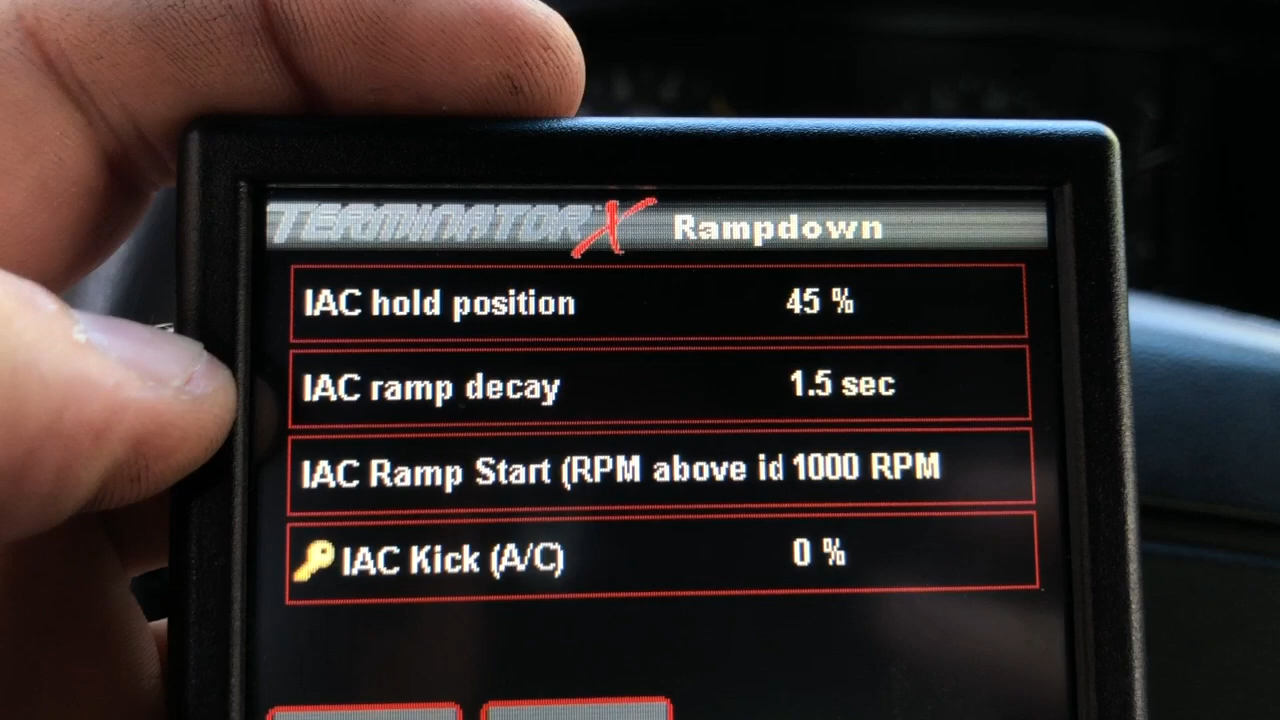 TERMINATOR X Rampdown
IAC hold position 45 %
IAC ramp decay 1.5 sec
IAC Ramp Start (RPM above id 1000 RPM
IAC Kick (A/C) 0 %